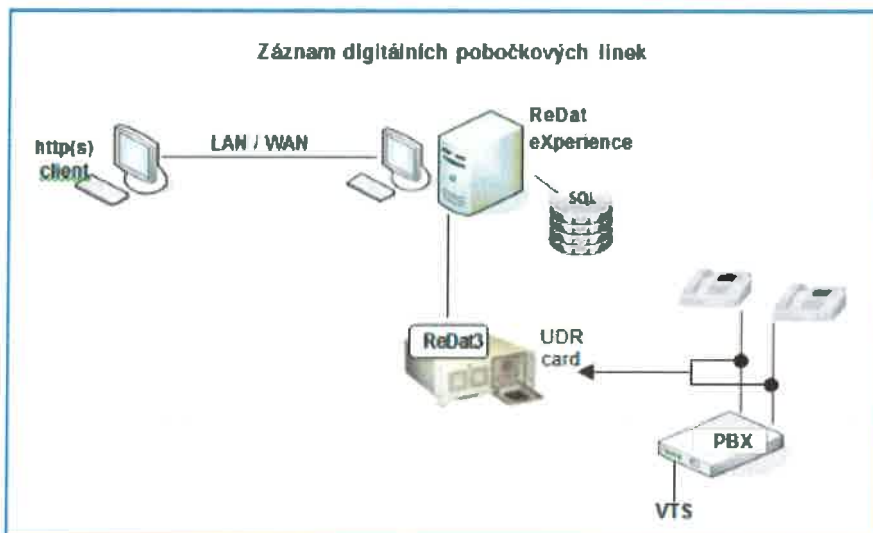 Záznam digitálních pobočkových linek
ReDat
eXperience
http(s)
client
LAN / WAN
SQL
ReDat3
UDR
card
PBX
VTS